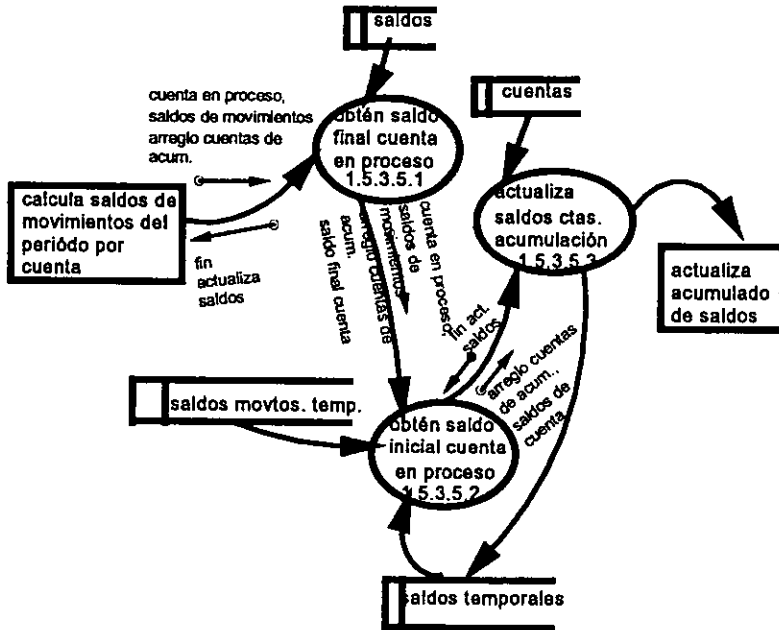 saldos
cuenta en proceso,
saldos de movimientos
arreglo cuentas de
acum.
obtén saldo
final cuenta
en proceso
1.5.3.5.1
cuentas
calcula saldos de
movimientos del
periódo por
cuenta
fin
actualiza
saldos
actualiza
saldos ctas.
acumulación
1.5.3.5.3
actualiza
acumulado
de saldos
cuenta en proceso,
saldos de
movimientos
arreglo cuentas de
acum.
saldo final cuenta
fin act.
saldos
arreglo cuentas
de acum.,
saldos de
cuenta
saldos movtos. temp.
obtén saldo
inicial cuenta
en proceso
1.5.3.5.2
saldos temporales